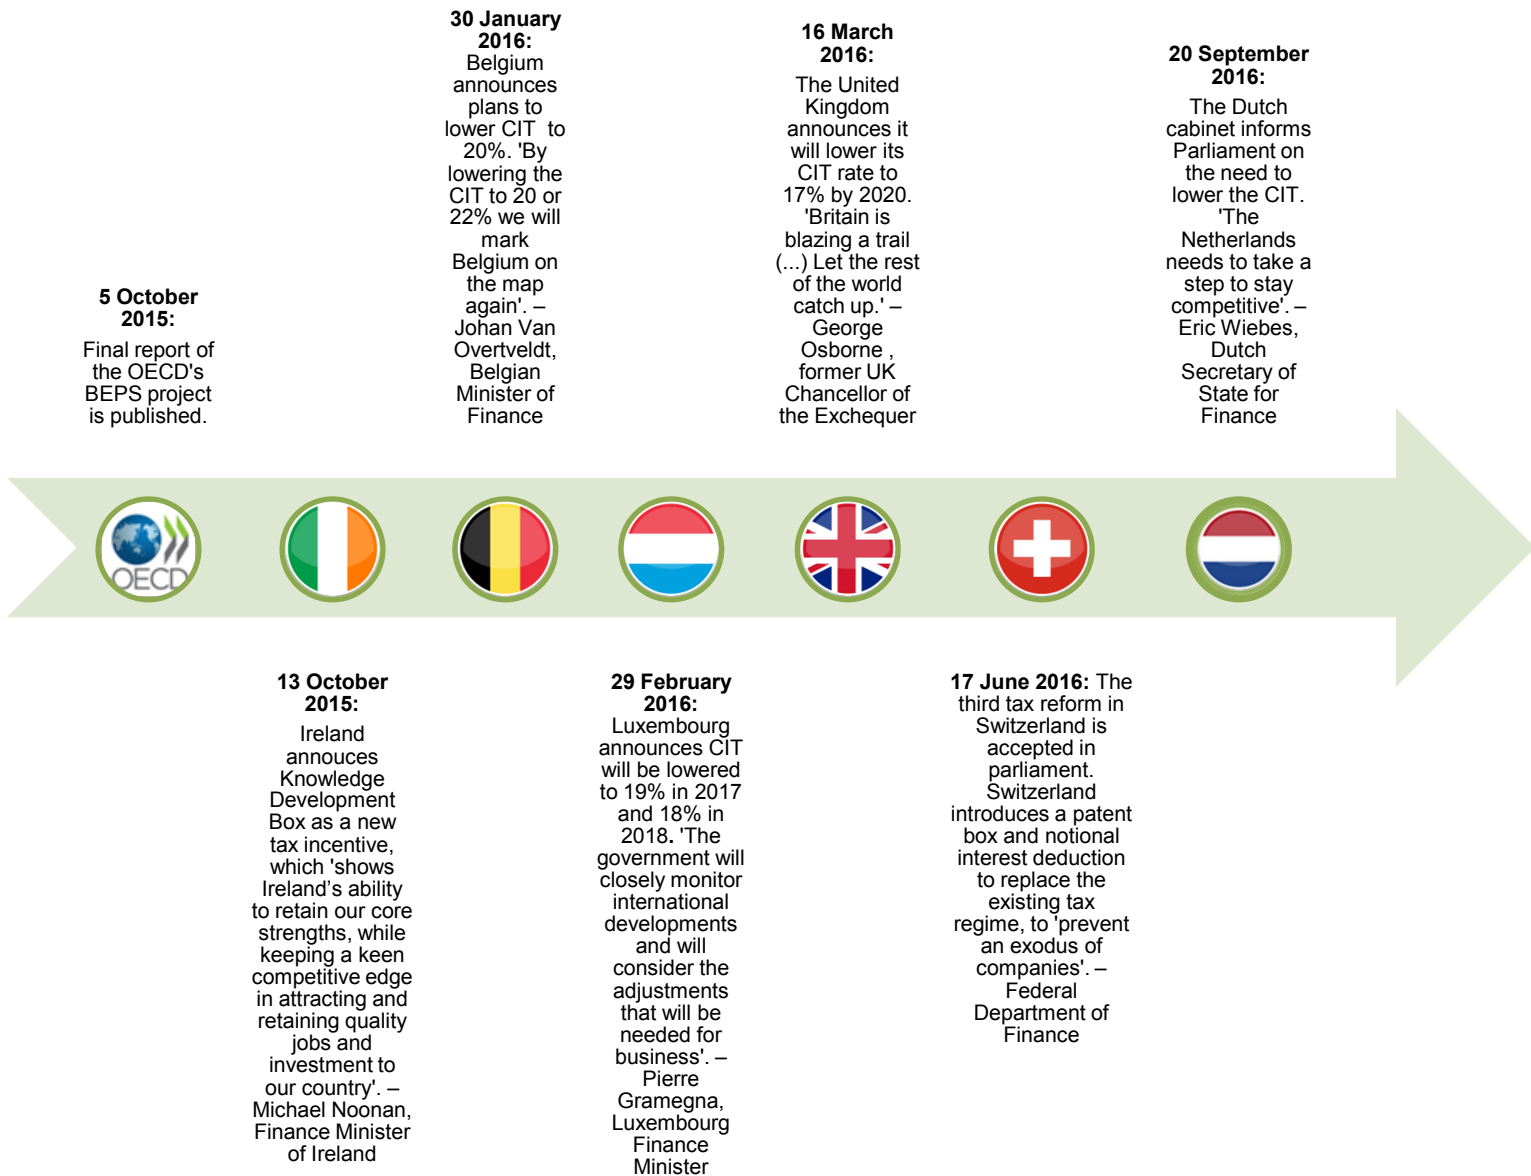 5 October
2015:
Final report of
the OECD's
BEPS project
is published.
OECD
13 October
2015:
Ireland
annouces
Knowledge
Development
Box as a new
tax incentive,
which 'shows
Ireland’s ability
to retain our core
strengths, while
keeping a keen
competitive edge
in attracting and
retaining quality
jobs and
investment to
our country'. –
Michael Noonan,
Finance Minister
of Ireland
30 January
2016:
Belgium
announces
plans to
lower CIT to
20%. 'By
lowering the
CIT to 20 or
22% we will
mark
Belgium on
the map
again'. –
Johan Van
Overtveldt,
Belgian
Minister of
Finance
29 February
2016:
Luxembourg
announces CIT
will be lowered
to 19% in 2017
and 18% in
2018. 'The
government will
closely monitor
international
developments
and will
consider the
adjustments
that will be
needed for
business'. –
Pierre
Gramegna,
Luxembourg
Finance
Minister
16 March
2016:
The United
Kingdom
announces it
will lower its
CIT rate to
17% by 2020.
'Britain is
blazing a trail
(...) Let the rest
of the world
catch up.' –
George
Osborne ,
former UK
Chancellor of
the Exchequer
17 June 2016: The
third tax reform in
Switzerland is
accepted in
parliament.
Switzerland
introduces a patent
box and notional
interest deduction
to replace the
existing tax
regime, to 'prevent
an exodus of
companies'. –
Federal
Department of
Finance
20 September
2016:
The Dutch
cabinet informs
Parliament on
the need to
lower the CIT.
'The
Netherlands
needs to take a
step to stay
competitive'. –
Eric Wiebes,
Dutch
Secretary of
State for
Finance